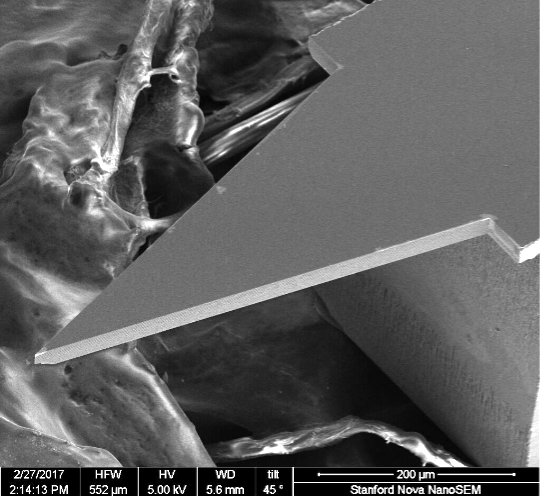 2/27/2017 HFW HV WD tilt 200 µm
2:14:13 PM 552 µm 5.00 kV 5.6 mm 45 ° Stanford Nova NanoSEM